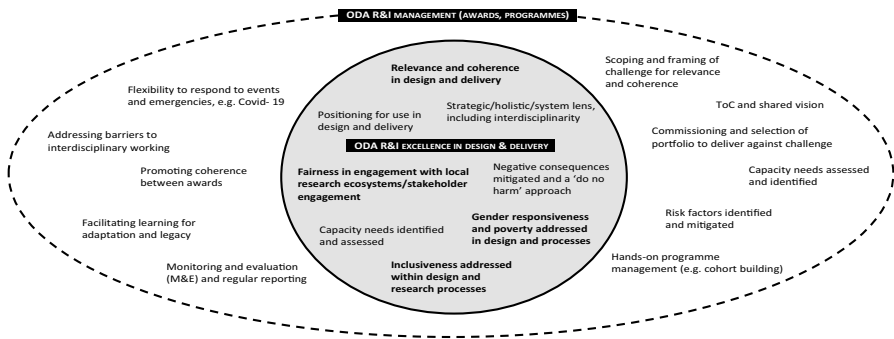 ODA R&I MANAGEMENT (AWARDS, PROGRAMMES)
Relevance and coherence
in design and delivery
Strategic/holistic/system lens,
including interdisciplinarity
Positioning for use in
design and delivery
ODA R&I EXCELLENCE IN DESIGN & DELIVERY
Fairness in engagement with local
research ecosystems/stakeholder
engagement
Negative consequences
mitigated and a ‘do no
harm’ approach
Capacity needs identified
and assessed
Gender responsiveness
and poverty addressed
in design and processes
Inclusiveness addressed
within design and
research processes
Flexibility to respond to events
and emergencies, e.g. Covid- 19
Addressing barriers to
interdisciplinary working
Promoting coherence
between awards
Facilitating learning for
adaptation and legacy
Monitoring and evaluation
(M&E) and regular reporting
Scoping and framing of
challenge for relevance
and coherence
ToC and shared vision
Commissioning and selection of
portfolio to deliver against challenge
Capacity needs assessed
and identified
Risk factors identified
and mitigated
Hands-on programme
management (e.g. cohort building)